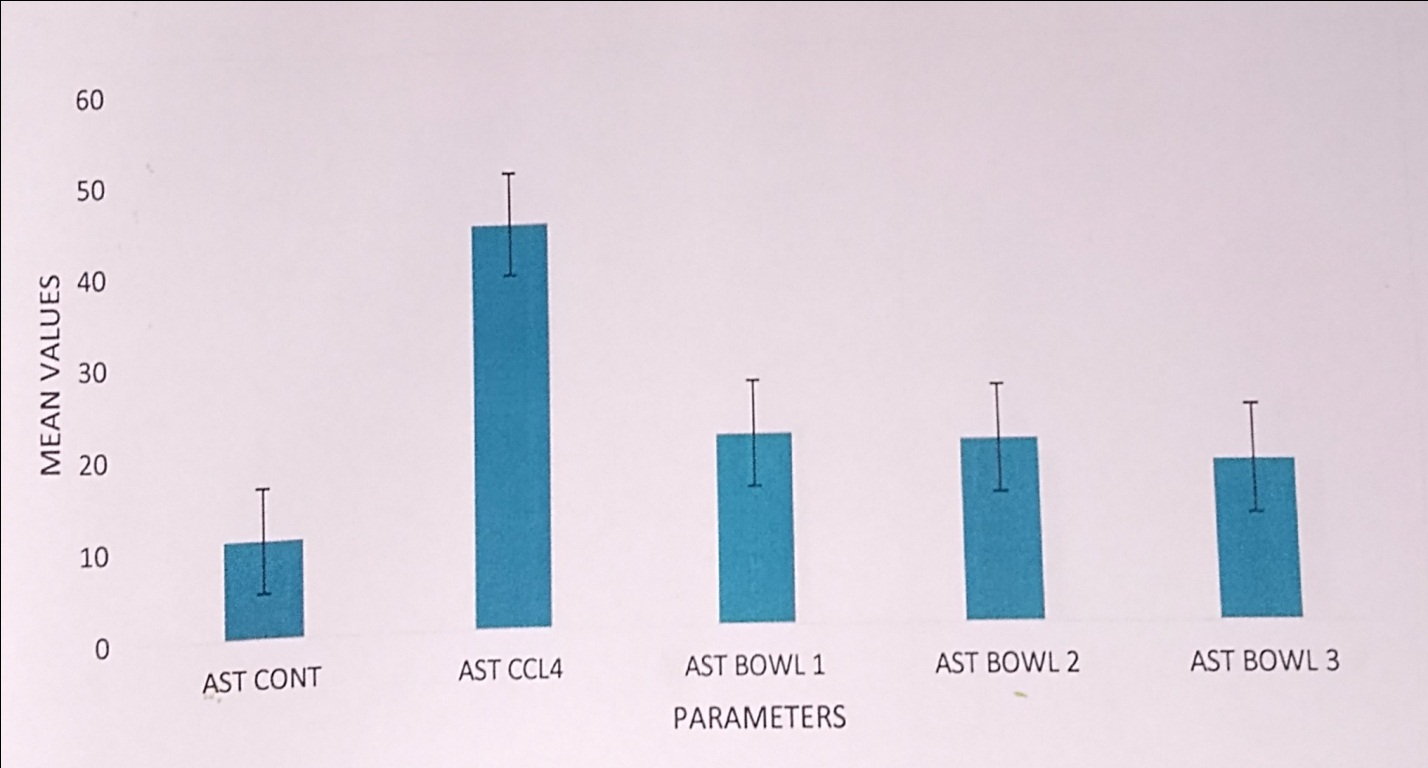 60
50
40
30
20
10
0
MEAN VALUES
AST CONT
AST CCL4
AST BOWL 1
AST BOWL 2
AST BOWL 3
PARAMETERS